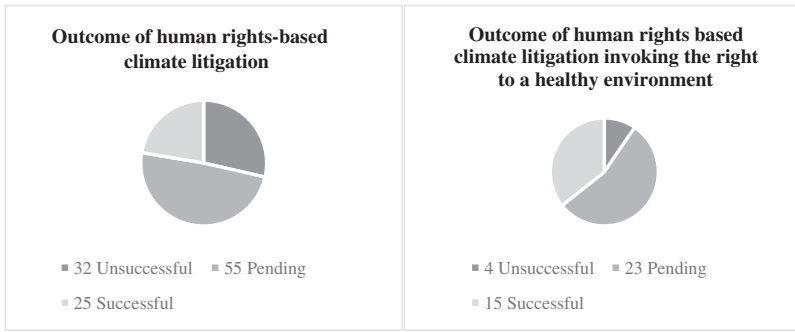 Outcome of human rights-based
climate litigation
32 Unsuccessful 55 Pending
25 Successful
Outcome of human rights based
climate litigation invoking the right
to a healthy environment
4 Unsuccessful 23 Pending
15 Successful